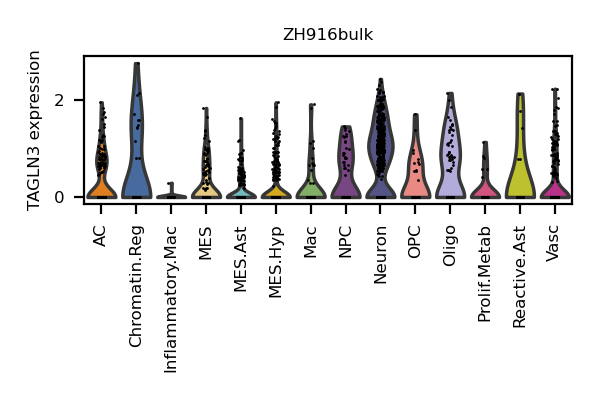 ZH916bulk
TAGLN3 expression
2
0
AC
Chromatin.Reg
Inflammatory.Mac
MES
MES.Ast
MES.Hyp
Mac
NPC
Neuron
OPC
Oligo
Prolif.Metab
Reactive.Ast
Vasc